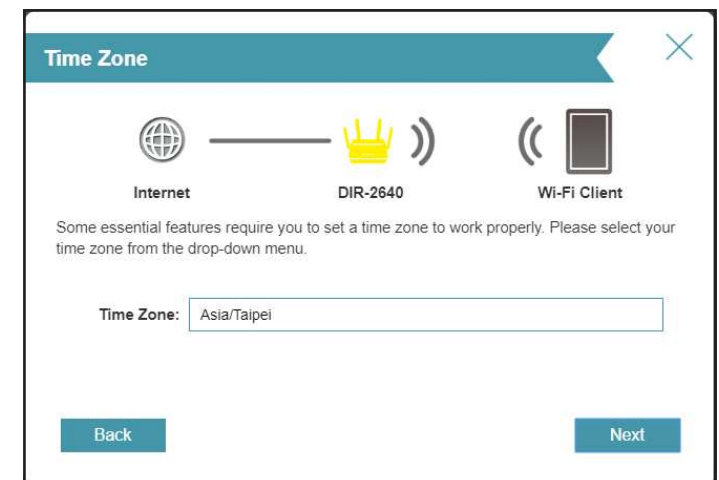 Time Zone
Internet
DIR-2640
Wi-Fi Client
Some essential features require you to set a time zone to work properly. Please select your
time zone from the drop-down menu.
Time Zone: Asia/Taipei
Back
Next